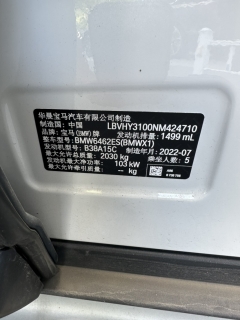 华晨宝马汽车有限公司制造
制造国：中国 LBVHY3100NM424710
发动机排量：1499 mL
发动机型号：B38A15C
品牌：宝马(BMW)牌
整车型号：BMW6462ES(BMWX1)
最大允许总质量：2030 kg 制造年月：2022-07
发动机最大净功率：103 kW 乘坐人数：5
最大允许牵引质量：-- kg